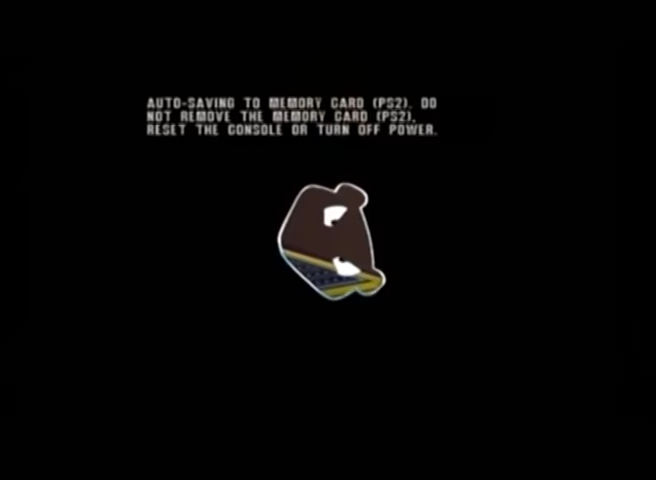 AUTO-SAVING TO MEMORY CARD (PS2). DO
NOT REMOVE THE MEMORY CARD (PS2),
RESET THE CONSOLE OR TURN OFF POWER.